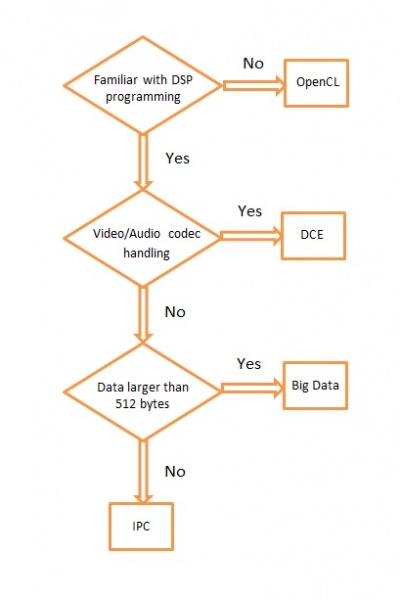 Familiar with DSP
programming
No
OpenCL
Yes
Video/Audio codec
handling
Yes
DCE
No
Data larger than
512 bytes
Yes
Big Data
No
IPC